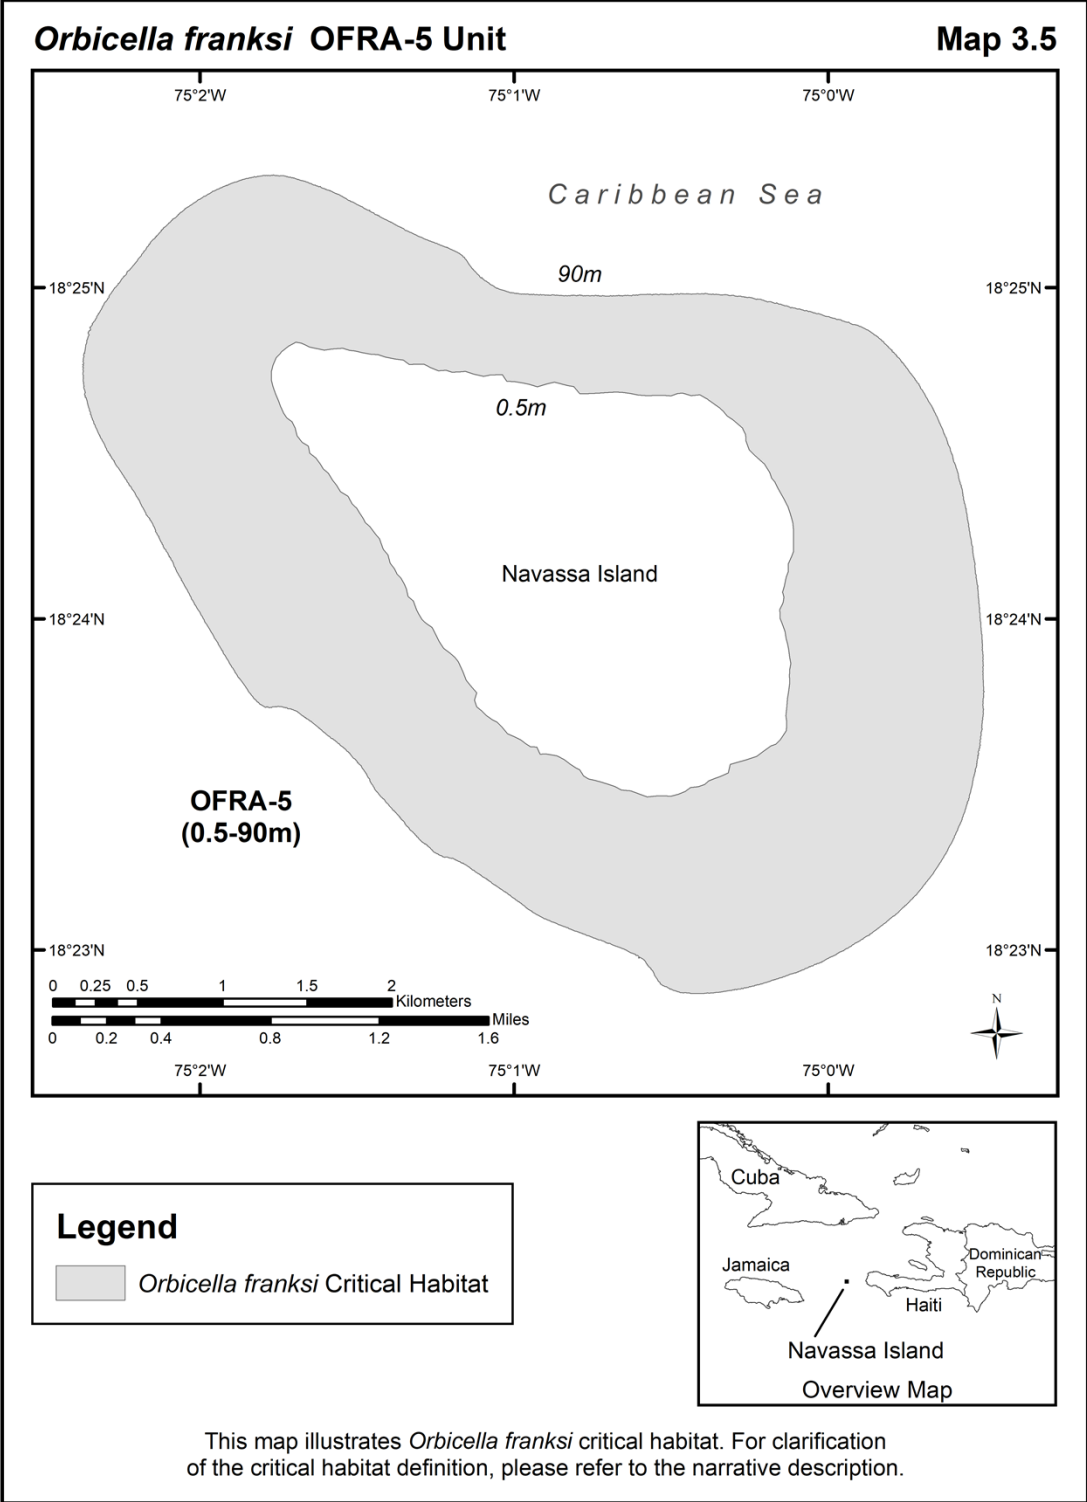 Orbicella franksi OFRA-5 Unit
Map 3.5
75°2'W
75°1'W
75°0'W
Caribbean Sea
90m
18°25'N
18°25'N
0.5m
Navassa Island
18°24'N
18°24'N
OFRA-5
(0.5-90m)
18°23'N
18°23'N
0 0.25 0.5 1 1.5 2
Kilometers
Miles
0 0.2 0.4 0.8 1.2 1.6
N
75°2'W
75°1'W
75°0'W
Legend
Orbicella franksi Critical Habitat
Cuba
Jamaica
Dominican
Republic
Haiti
Navassa Island
Overview Map
This map illustrates Orbicella franksi critical habitat. For clarification
of the critical habitat definition, please refer to the narrative description.